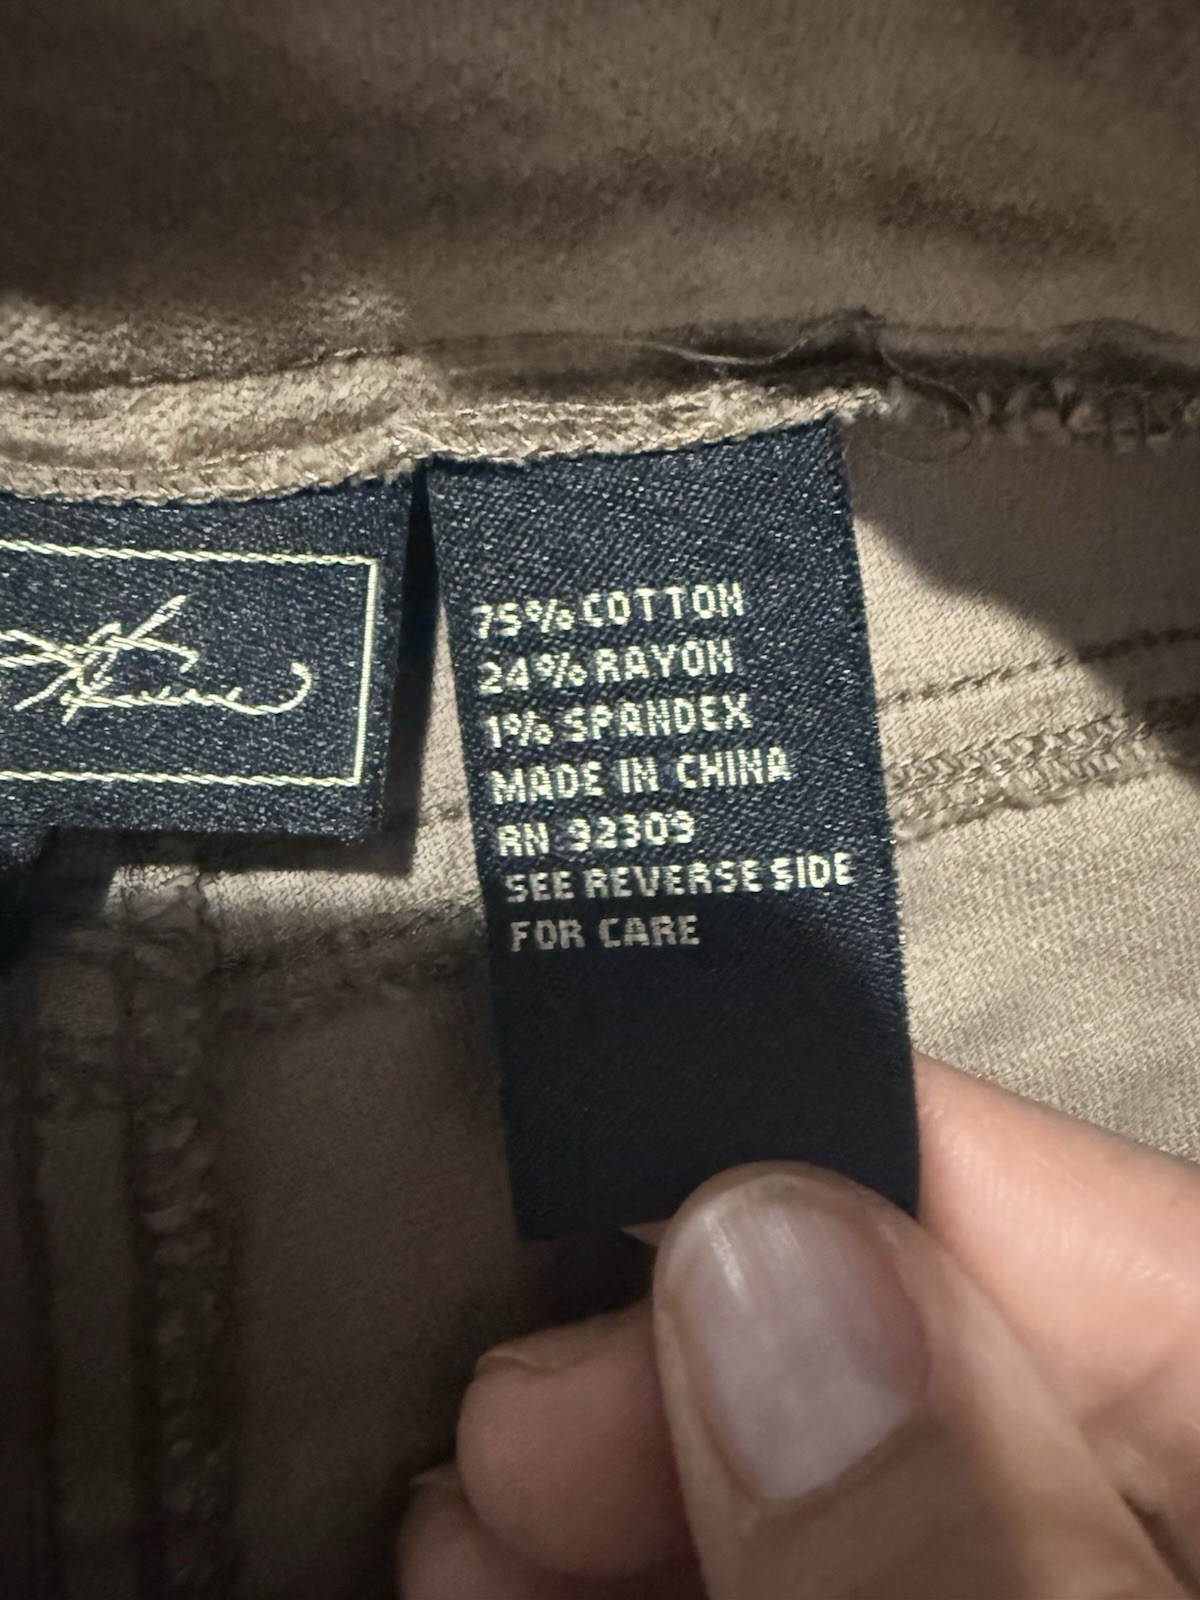 75% COTTON
24% RAYON
1% SPANDEX
MADE IN CHINA
RN 92309
SEE REVERSE SIDE
FOR CARE